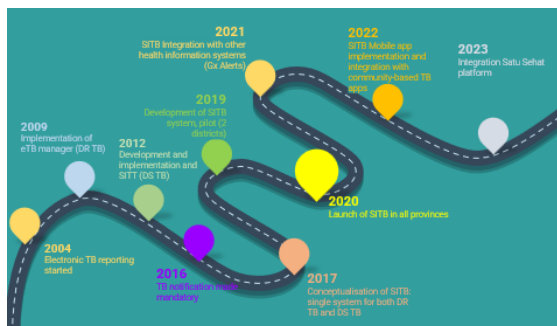 2004
Electronic TB reporting
started
2009
Implementation of
eTB manager (DR TB)
2012
Development and
implementation and
SITT (DS TB)
2016
TB notification made
mandatory
2017
Conceptualisation of SITB:
single system for both DR
TB and DS TB
2019
Development of SITB
system, pilot (2
districts)
2020
Launch of SITB in all provinces
2021
SITB Integration with other
health information systems
(Gx Alerts)
2022
SITB Mobile app
implementation and
integration with
community-based TB
apps
2023
Integration Satu Sehat
platform